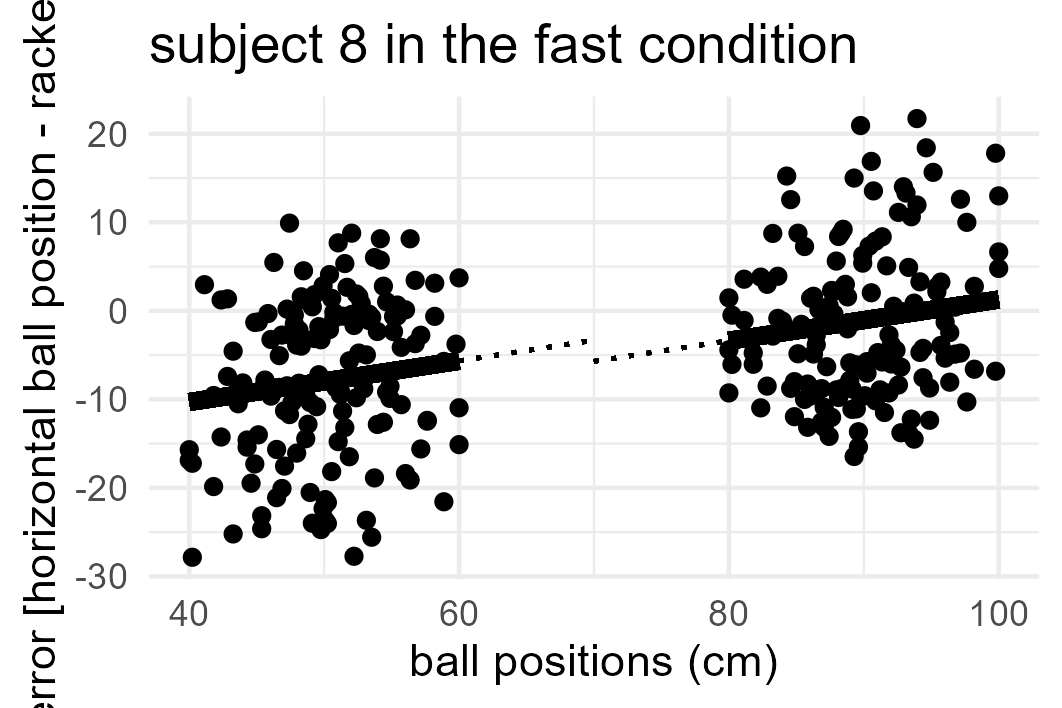 subject 8 in the fast condition
error [horizontal ball position - racke
20
10
0
-10
-20
-30
40 60 80 100
ball positions (cm)